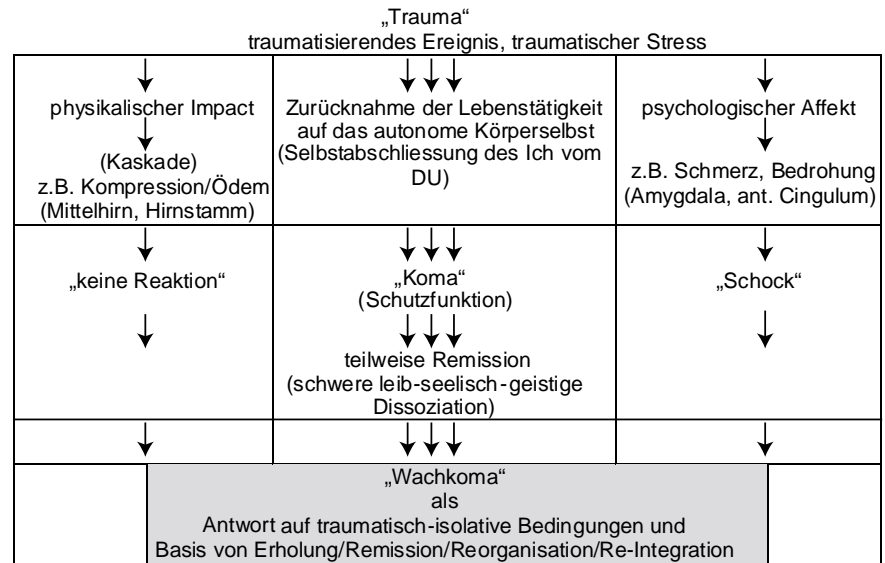 „Trauma“
traumatisierendes Ereignis, traumatischer Stress
physikalischer Impact
(Kaskade)
z.B. Kompression/Ödem
(Mittelhirn, Hirnstamm)
Zurücknahme der Lebenstätigkeit
auf das autonome Körperselbst
(Selbstabschliessung des Ich vom
DU)
psychologischer Affekt
z.B. Schmerz, Bedrohung
(Amygdala, ant. Cingulum)
„keine Reaktion“
„Koma“
(Schutzfunktion)
teilweise Remission
(schwere leib-seelisch-geistige
Dissoziation)
„Schock“
„Wachkoma“
als
Antwort auf traumatisch-isolative Bedingungen und
Basis von Erholung/Remission/Reorganisation/Re-Integration